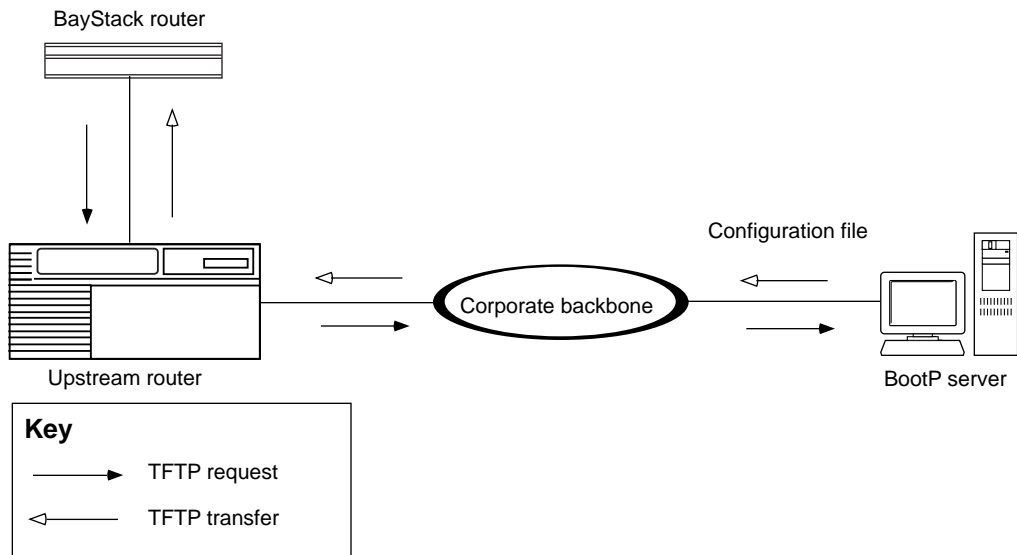 BayStack router
Configuration file
Corporate backbone
Upstream router
BootP server
Key
TFTP request
TFTP transfer